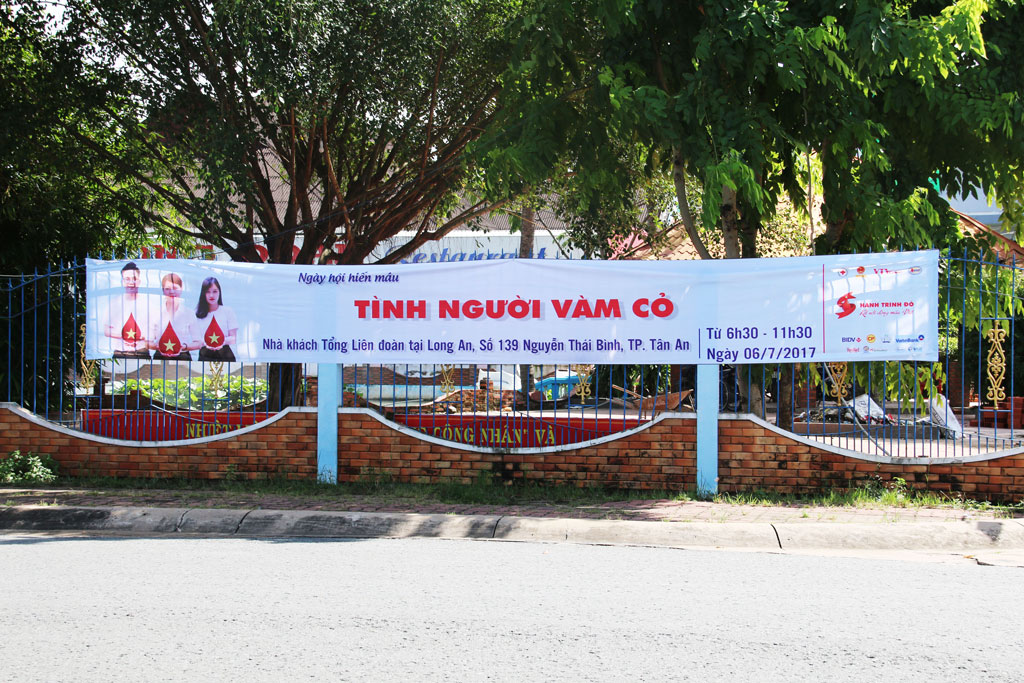 Ngày hội hiến máu
TÌNH NGƯỜI VÀM CỎ
Nhà khách Tổng Liên đoàn tại Long An, Số 139 Nguyễn Thái Bình, TP. Tân An
Từ 6h30 - 11h30
Ngày 06/7/2017
HÀNH TRÌNH ĐỎ
BIDV
NHIỆT
CÔNG NHÂN VÀ